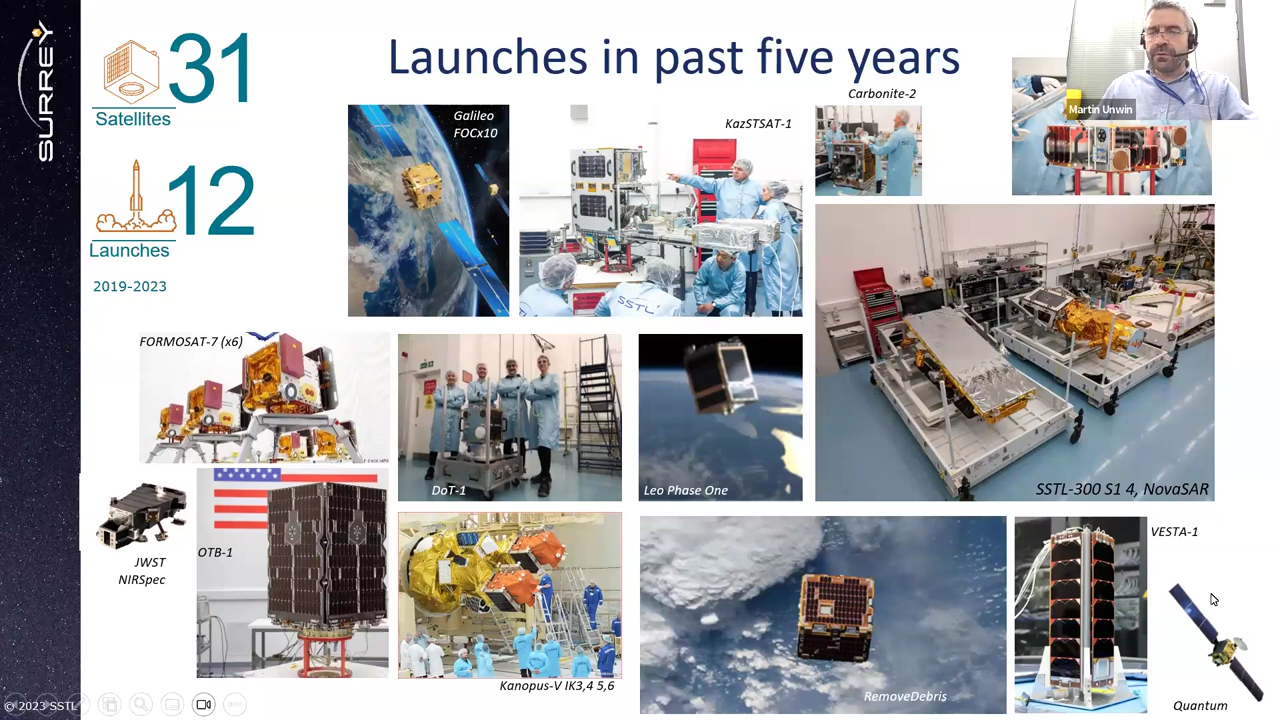 SURREY
31
Satellites
12
Launches
2019-2023
Launches in past five years
Galileo
FOCx10
KazSTSAT-1
Carbonite-2
Martin Unwin
SSTL
FORMOSAT-7 (x6)
DoT-1
Leo Phase One
SSTL-300 S1 4, NovaSAR
JWST
NIRSpec
OTB-1
Kanopus-V IK3,4 5,6
RemoveDebris
VESTA-1
Quantum
© 2023 SSTL